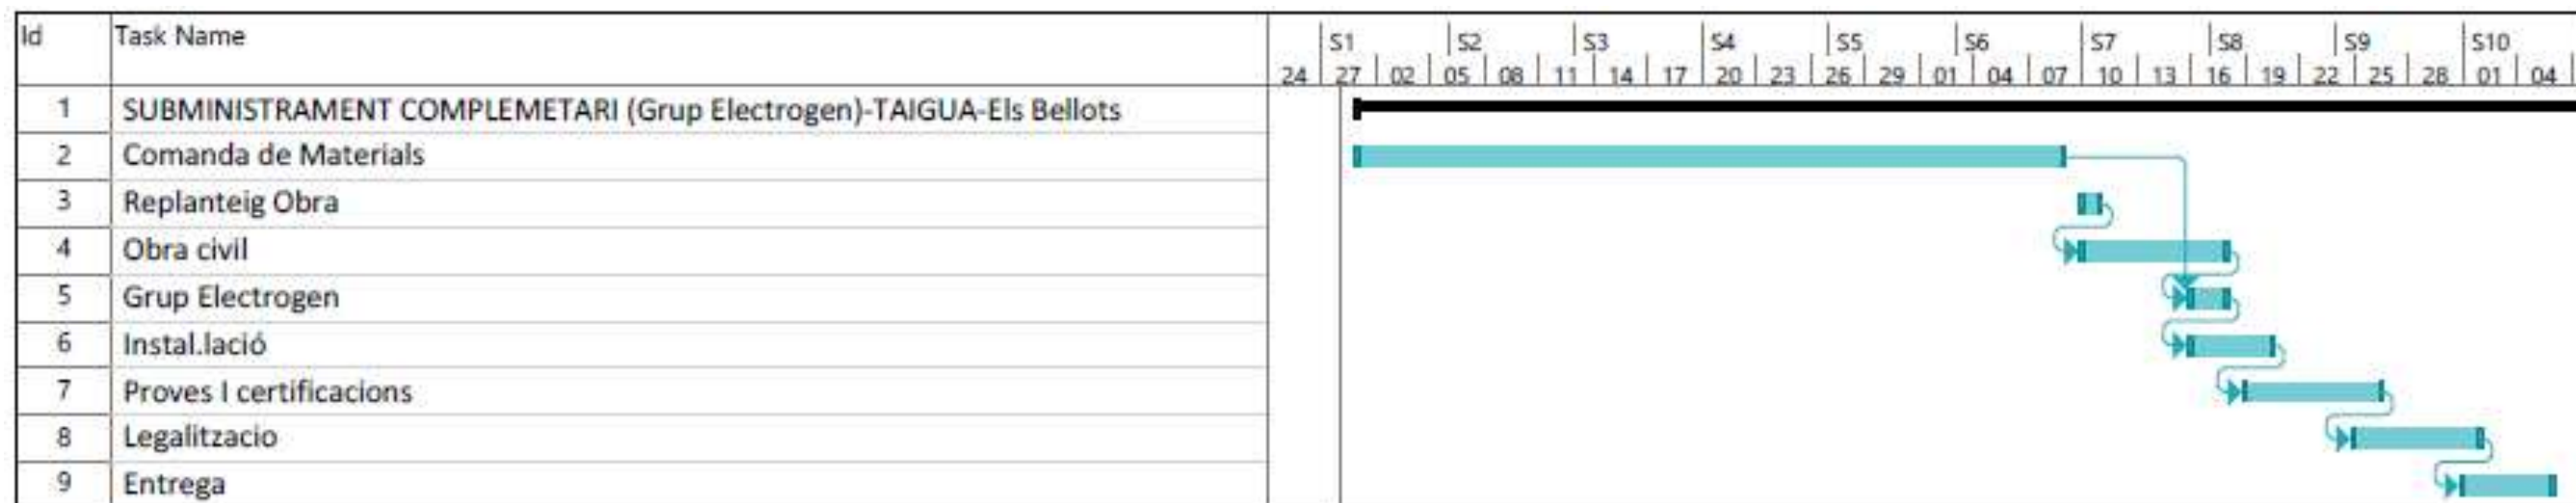 Id Task Name S1 S2 S3 S4 S5 S6 S7 S8 S9 S10
24 27 02 05 08 11 14 17 20 23 26 29 01 04 07 10 13 16 19 22 25 28 01 04
1 SUBMINISTRAMENT COMPLEMETARI (Grup Electrogen)-TAIGUA-Els Bellots
2 Comanda de Materials
3 Replanteig Obra
4 Obra civil
5 Grup Electrogen
6 Instal.lació
7 Proves I certificacions
8 Legalitzacio
9 Entrega